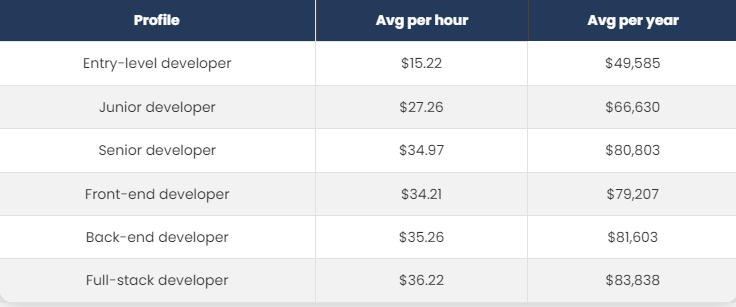 Profile Avg per hour Avg per year
Entry-level developer $15.22 $49,585
Junior developer $27.26 $66,630
Senior developer $34.97 $80,803
Front-end developer $34.21 $79,207
Back-end developer $35.26 $81,603
Full-stack developer $36.22 $83,838